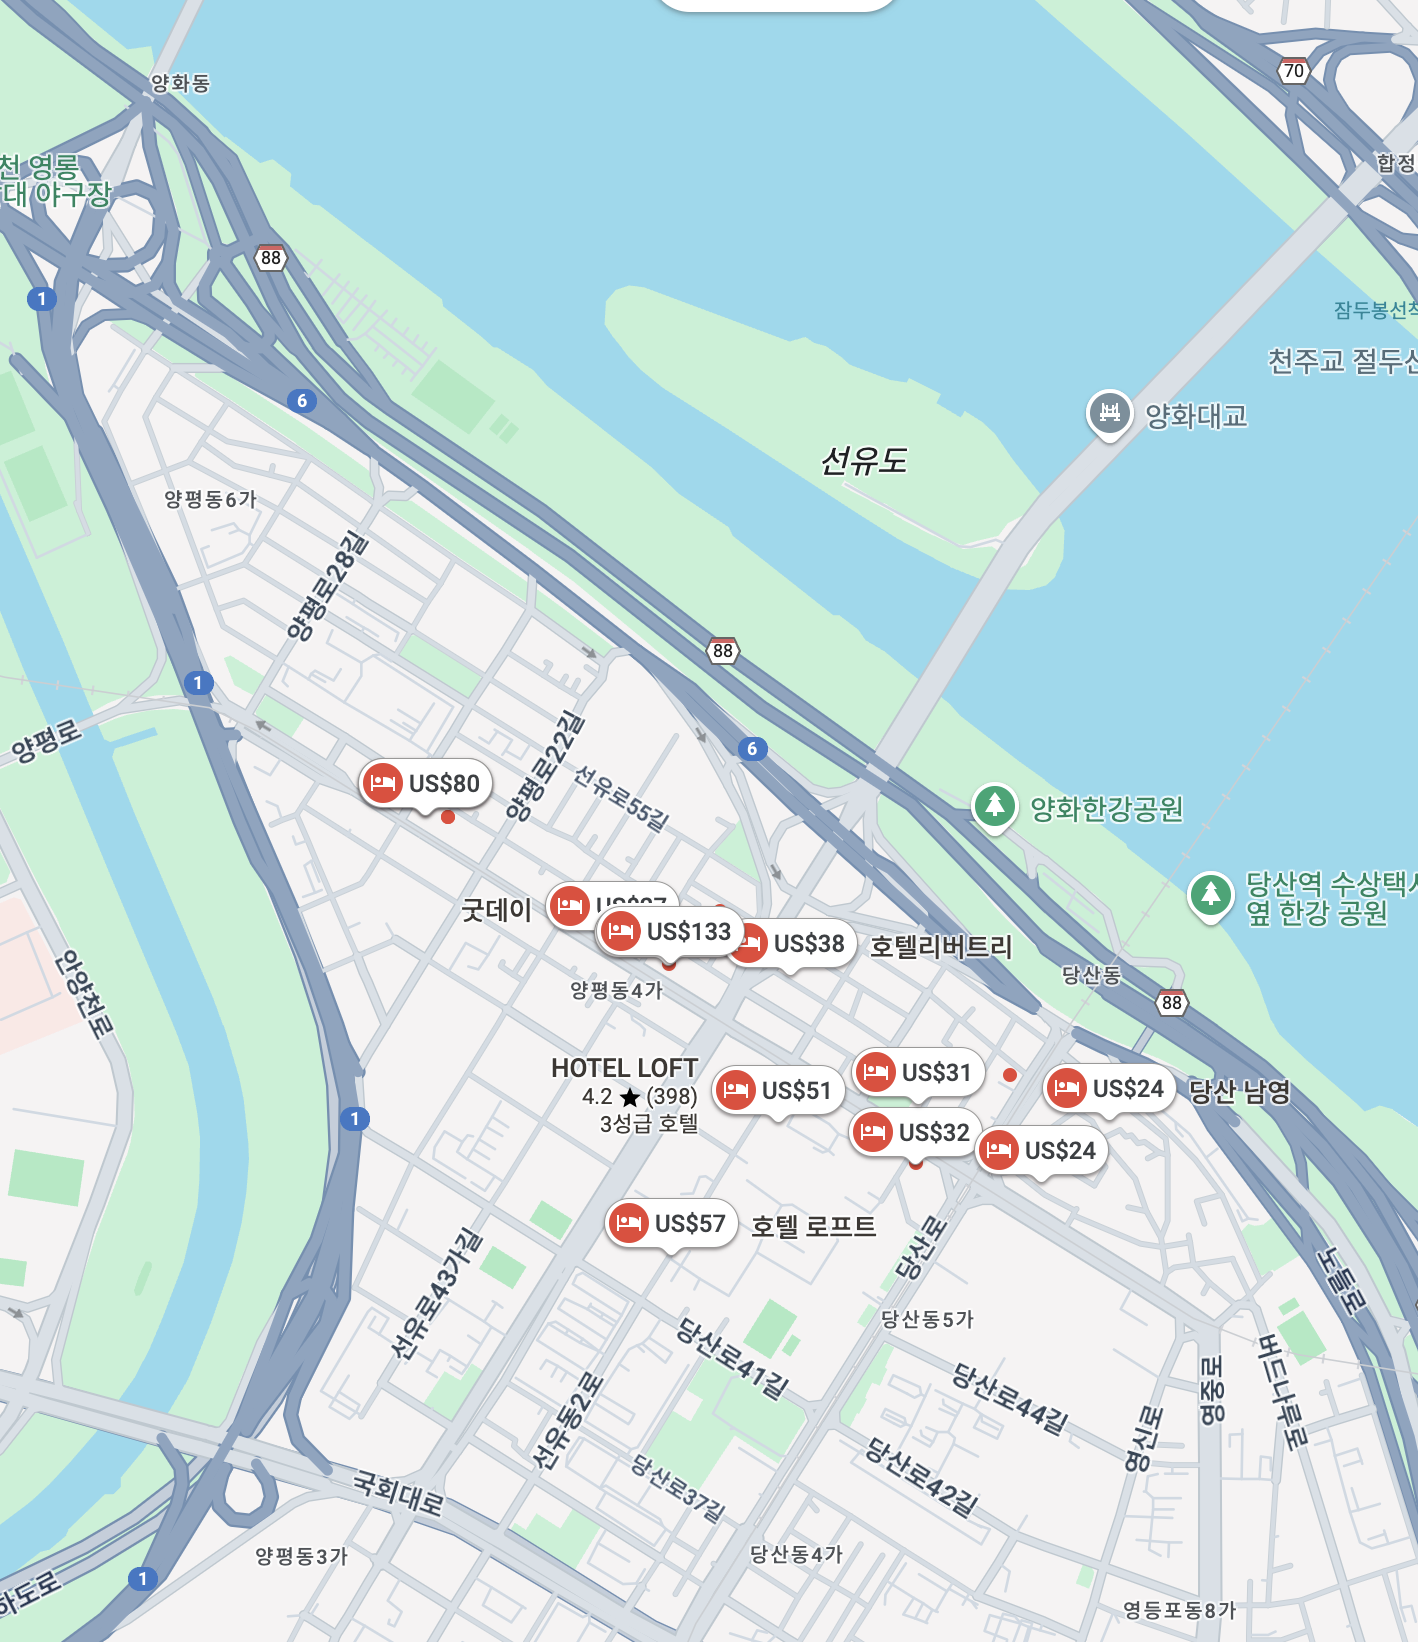 양화동
70
합정
천 영롱
대 야구장
88
1
잠두봉선착
천주교 절두산
6
양화대교
선유도
양평동6가
양평로28길
88
1
양평로
6
양평로22길
선유로55길
US$80
양화한강공원
당산역 수상택시
옆 한강 공원
굿데이
US$133
US$38
호텔리버트리
양평동4가
당산동
88
안양천로
HOTEL LOFT
4.2 ★ (398)
3성급 호텔
US$51
US$31
US$24
당산 남영
1
US$32
US$24
US$57
호텔 로프트
당산로
선유로43가길
노들로
당산동5가
당산로41길
버드나루로
영중로
당산로44길
선유동2로
영신로
당산로42길
당산로37길
국회대로
양평동3가
당산동4가
1
하도로
영등포동8가